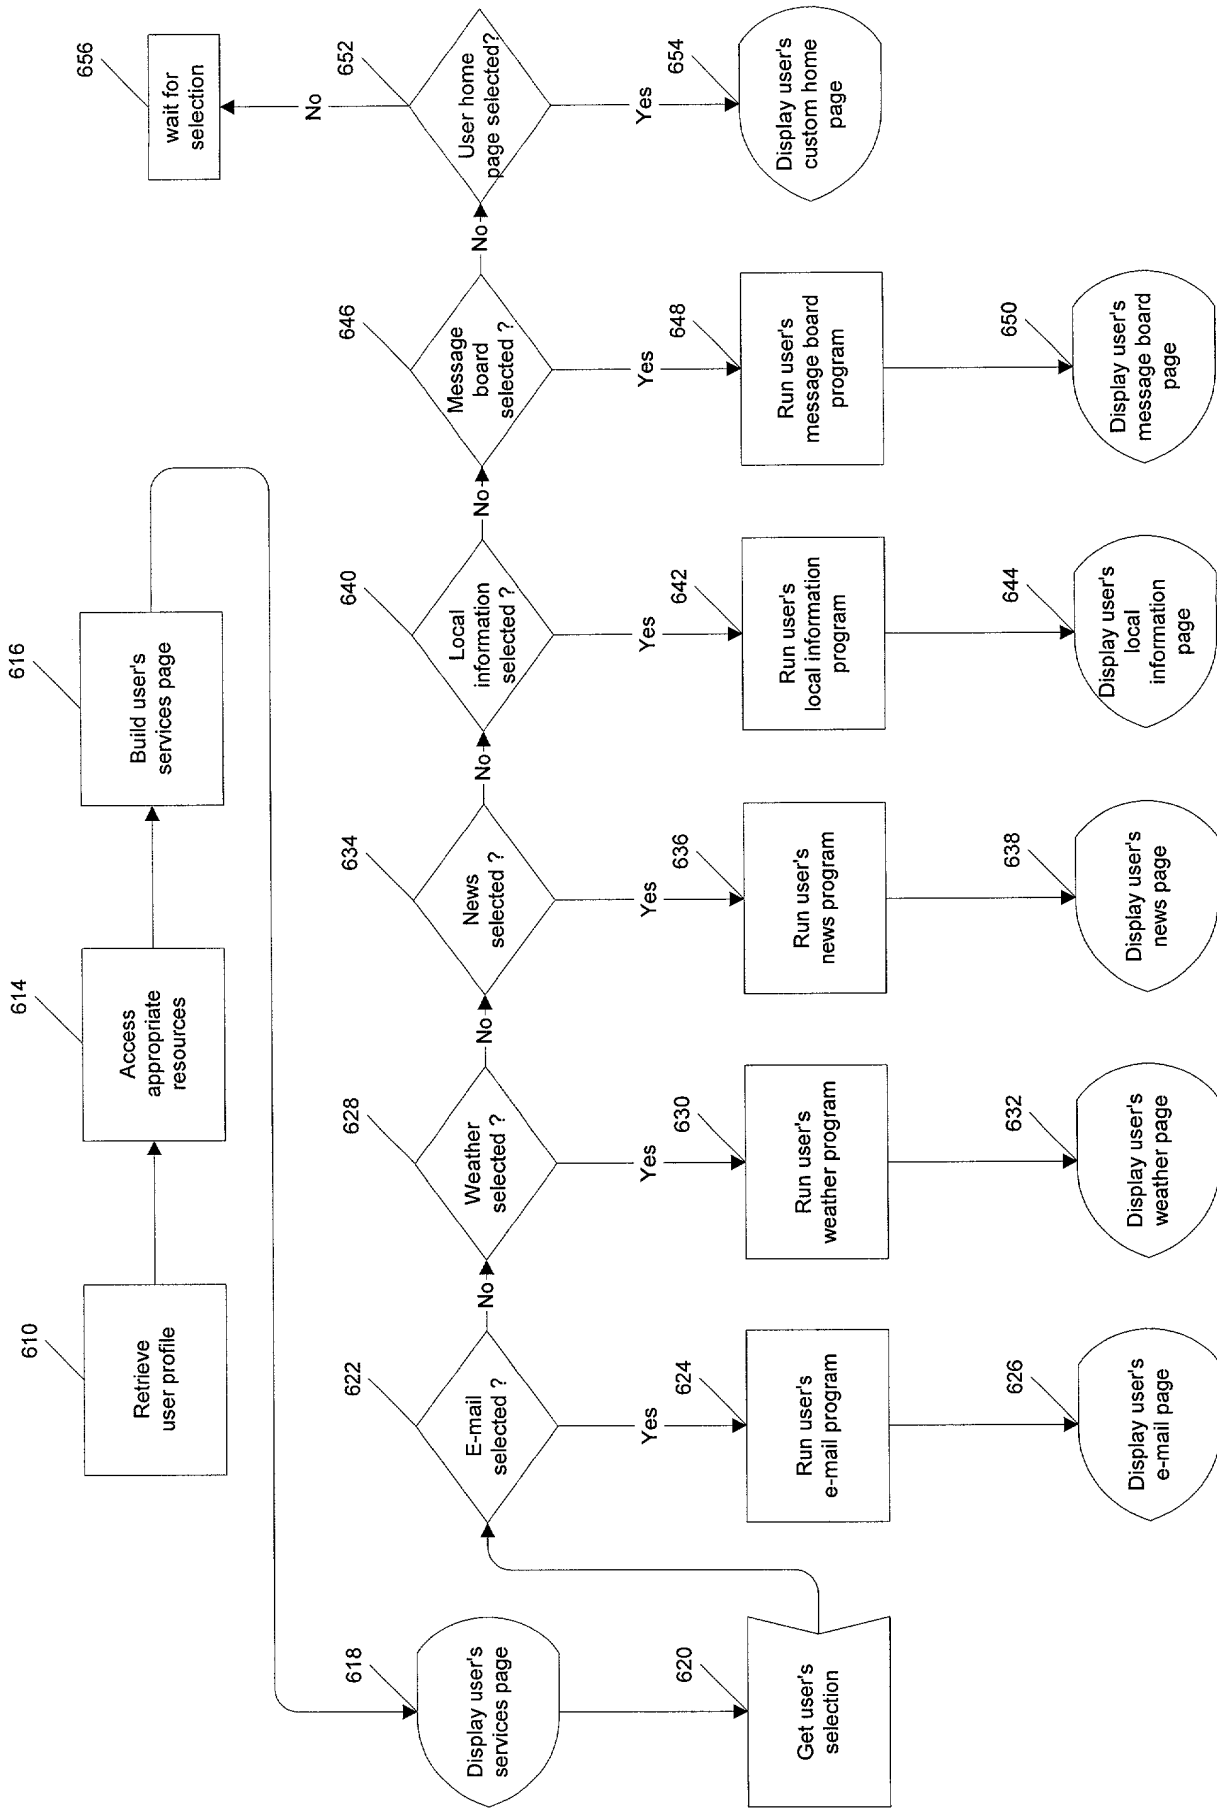 610
Retrieve
user profile
614
Access
appropriate
resources
616
Build user's
services page
618
Display user's
services page
620
Get user's
selection
622
E-mail
selected ?
No
Yes
624
Run user's
e-mail program
626
Display user's
e-mail page
628
Weather
selected ?
No
Yes
630
Run user's
weather program
632
Display user's
weather page
634
News
selected ?
No
Yes
636
Run user's
news program
638
Display user's
news page
640
Local
information
selected ?
No
Yes
642
Run user's
local information
program
644
Display user's
local
information
page
646
Message
board
selected ?
No
Yes
648
Run user's
message board
program
650
Display user's
message board
page
652
User home
page selected?
No
Yes
654
Display user's
custom home
page
656
wait for
selection